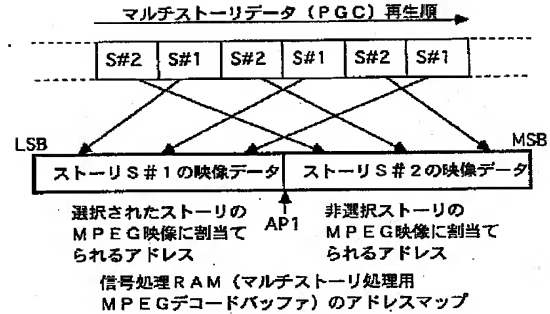 マルチストーリデータ（PGC）再生順
S#2 S#1 S#2 S#1 S#2 S#1
LSB
MSB
ストーリS#1の映像データ ストーリS#2の映像データ
選択されたストーリの
MPEG映像に割当て
られるアドレス
AP1
非選択ストーリの
MPEG映像に割当て
られるアドレス
信号処理RAM（マルチストーリ処理用
MPEGデコードバッファ）のアドレスマップ